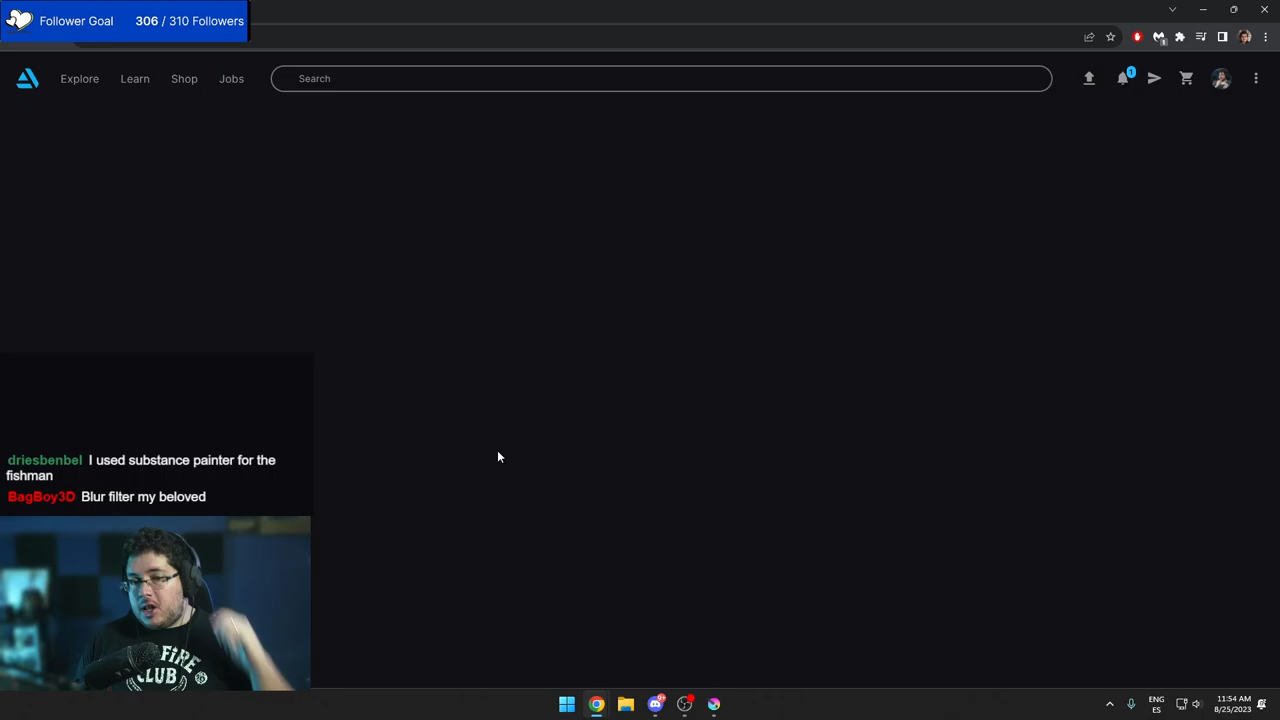 Follower Goal 306 / 310 Followers
Explore Learn Shop Jobs Search 1
driesbenbel I used substance painter for the
fishman
BagBoy3D Blur filter my beloved
FIRE
CLUB
ENG
ES
11:54 AM
8/25/2023